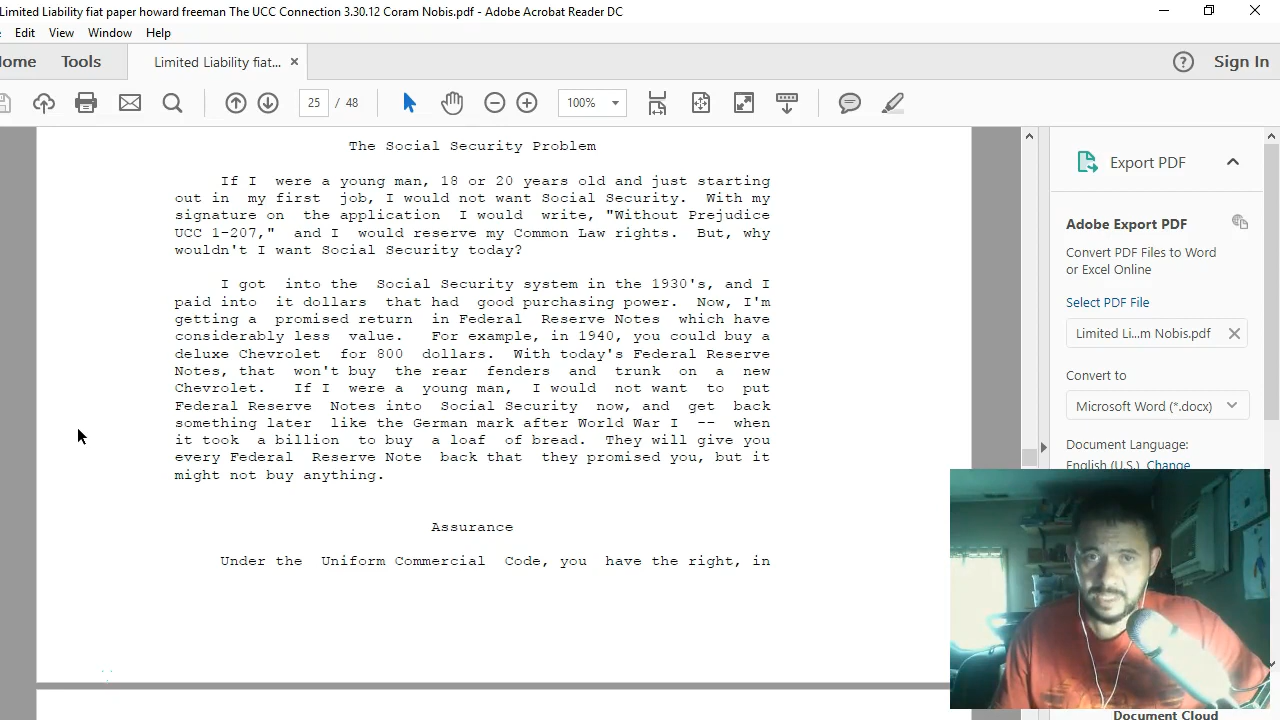 Limited Liability fiat paper howard freeman The UCC Connection 3.30.12 Coram Nobis.pdf - Adobe Acrobat Reader DC
Edit View Window Help
Home Tools Limited Liability fiat... × ? Sign In
25 / 48 100%
The Social Security Problem
If I were a young man, 18 or 20 years old and just starting
out in my first job, I would not want Social Security. With my
signature on the application I would write, "Without Prejudice
UCC 1-207," and I would reserve my Common Law rights. But, why
wouldn't I want Social Security today?
I got into the Social Security system in the 1930's, and I
paid into it dollars that had good purchasing power. Now, I'm
getting a promised return in Federal Reserve Notes which have
considerably less value. For example, in 1940, you could buy a
deluxe Chevrolet for 800 dollars. With today's Federal Reserve
Notes, that won't buy the rear fenders and trunk on a new
Chevrolet. If I were a young man, I would not want to put
Federal Reserve Notes into Social Security now, and get back
something later like the German mark after World War I -- when
it took a billion to buy a loaf of bread. They will give you
every Federal Reserve Note back that they promised you, but it
might not buy anything.
Assurance
Under the Uniform Commercial Code, you have the right, in
Export PDF
Adobe Export PDF
Convert PDF Files to Word
or Excel Online
Select PDF File
Limited Li...m Nobis.pdf
Convert to
Microsoft Word (*.docx)
Document Language:
English (U.S.) Change
Document Cloud